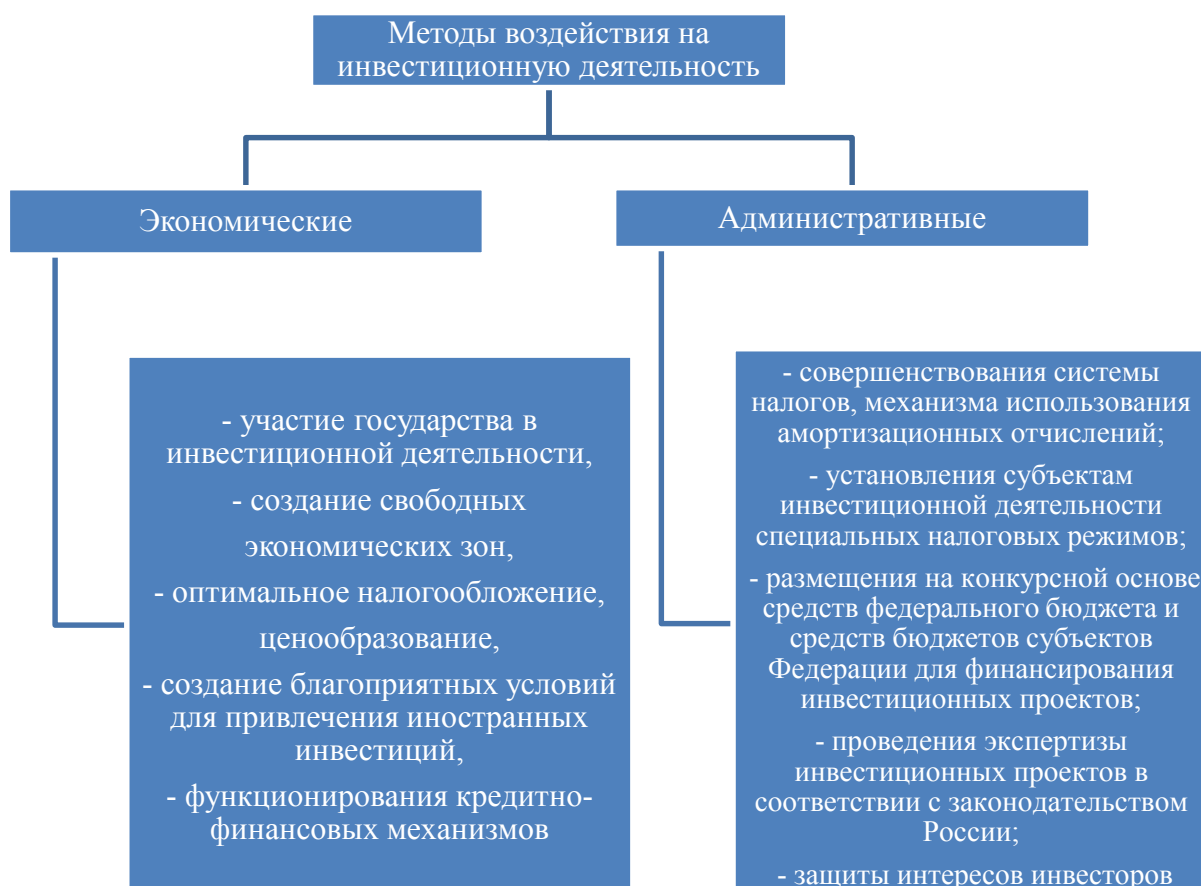 Методы воздействия на
инвестиционную деятельность
Экономические
Административные
- участие государства в
инвестиционной деятельности,
- создание свободных
экономических зон,
- оптимальное налогообложение,
ценообразование,
- создание благоприятных условий
для привлечения иностранных
инвестиций,
- функционирования кредитно-
финансовых механизмов
- совершенствования системы
налогов, механизма использования
амортизационных отчислений;
- установления субъектам
инвестиционной деятельности
специальных налоговых режимов;
- размещения на конкурсной основе
средств федерального бюджета и
средств бюджетов субъектов
Федерации для финансирования
инвестиционных проектов;
- проведения экспертизы
инвестиционных проектов в
соответствии с законодательством
России;
- защиты интересов инвесторов